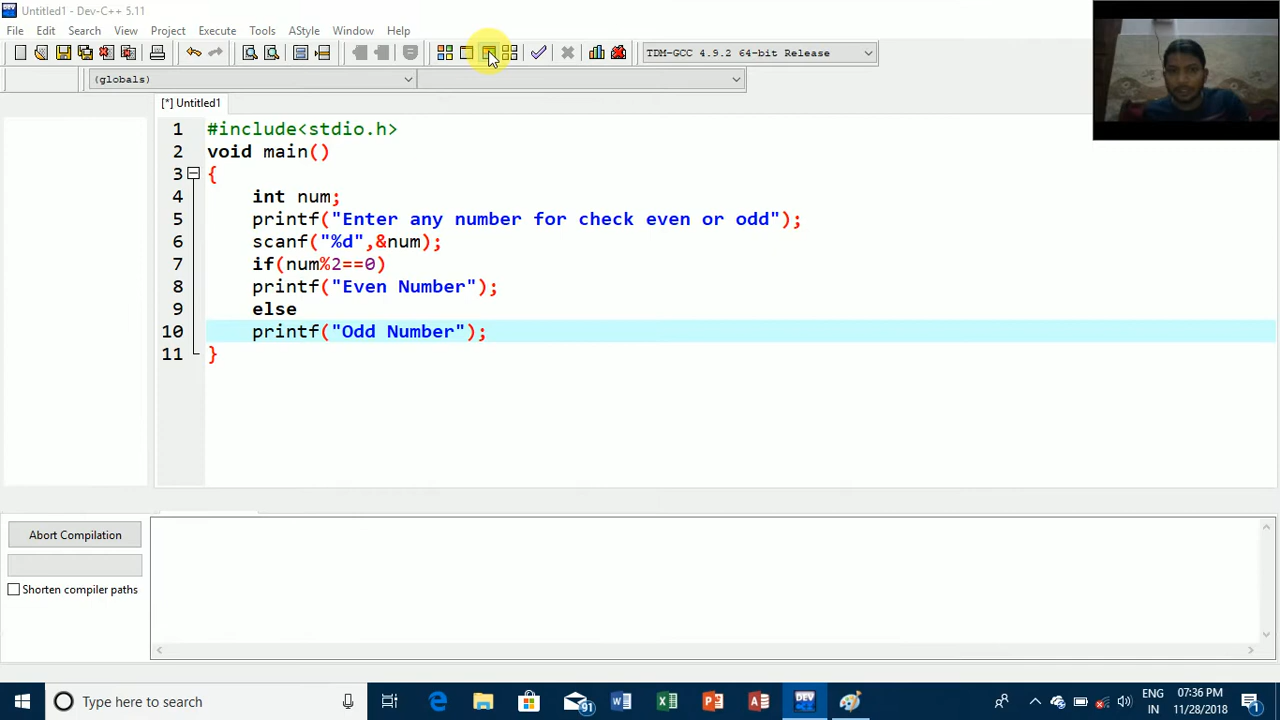 Untitled1 - Dev-C++ 5.11
File Edit Search View Project Execute Tools AStyle Window Help
TDM-GCC 4.9.2 64-bit Release
(globals)
[*] Untitled1
1 #include<stdio.h>
2 void main()
3 {
4 int num;
5 printf("Enter any number for check even or odd");
6 scanf("%d",&num);
7 if(num%2==0)
8 printf("Even Number");
9 else
10 printf("Odd Number");
11 }
Abort Compilation
Shorten compiler paths
Type here to search
91
ENG
IN
07:36 PM
11/28/2018
1